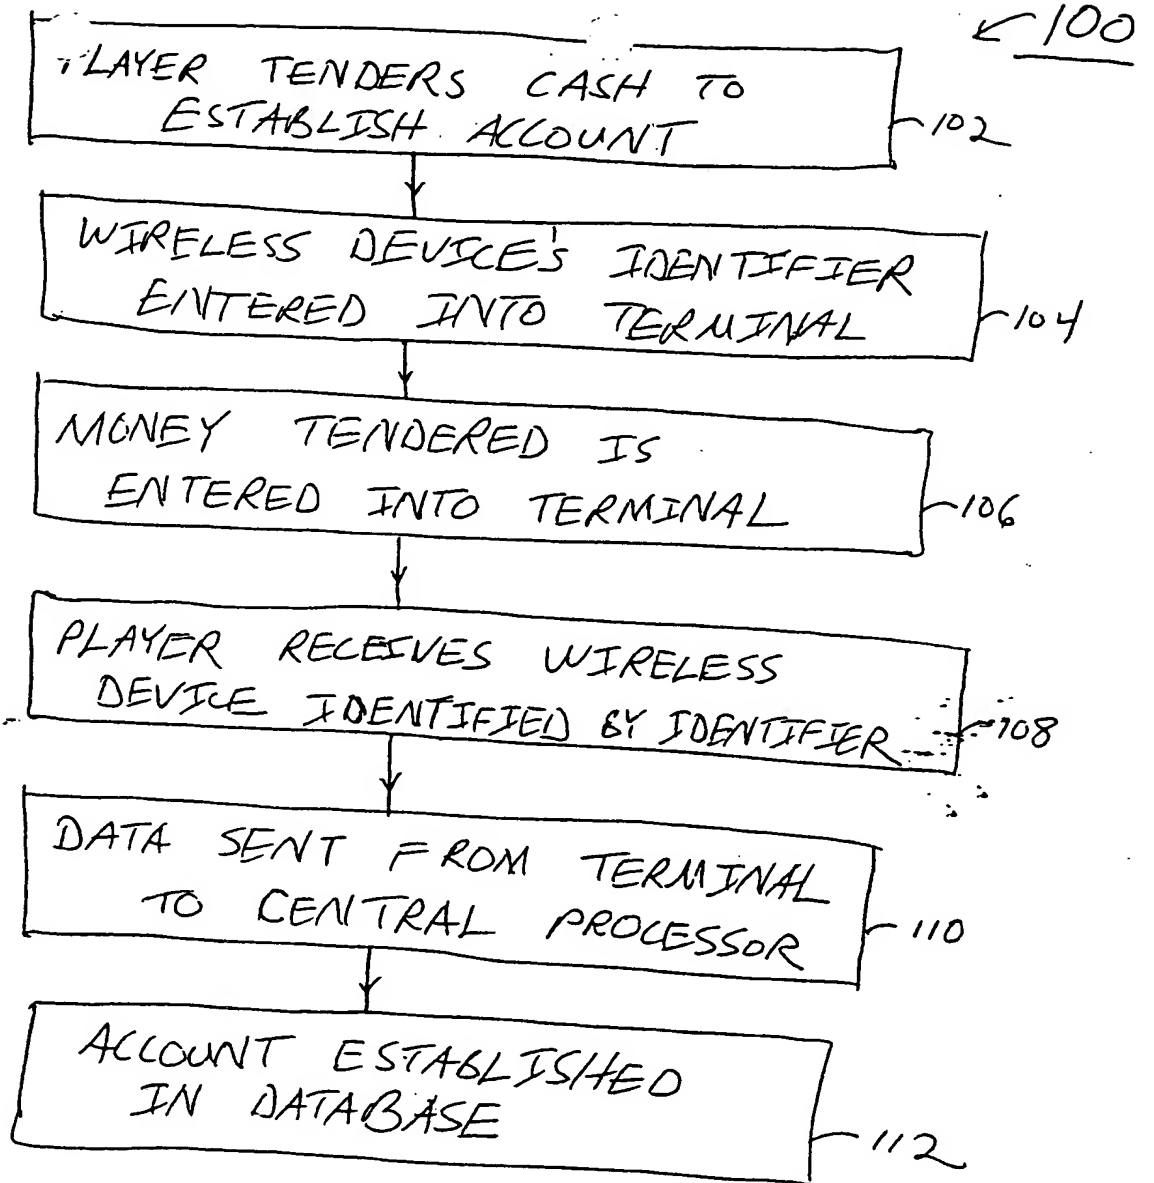 100
PLAYER TENDERS CASH TO
ESTABLISH ACCOUNT
102
WIRELESS DEVICE'S IDENTIFIER
ENTERED INTO TERMINAL
104
MONEY TENDERED IS
ENTERED INTO TERMINAL
106
PLAYER RECEIVES WIRELESS
DEVICE IDENTIFIED BY IDENTIFIER
108
DATA SENT FROM TERMINAL
TO CENTRAL PROCESSOR
110
ACCOUNT ESTABLISHED
IN DATABASE
112